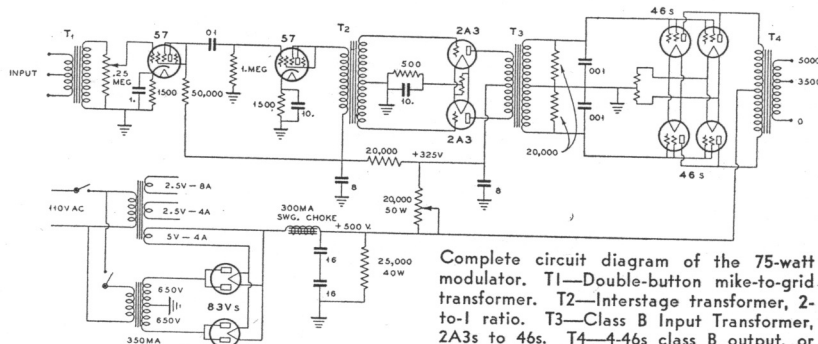 T1
INPUT
.25
MEG
57
1.
1500
50,000
01
1.MEG
57
1500
10.
T2
500
10.
2A3
2A3
T3
001
001
20,000
46s
46s
T4
5000
3500
0
20,000
+325V
8
8
20,000
50W
110V AC
2.5V-8A
2.5V-4A
5V-4A
300MA
SWG. CHOKE
+500 V.
16
16
25,000
40W
650V
650V
83Vs
350MA
Complete circuit diagram of the 75-watt
modulator. T1—Double-button mike-to-grid
transformer. T2—Interstage transformer, 2-
to-1 ratio. T3—Class B Input Transformer,
2A3s to 46s. T4—4-46s class B output, or